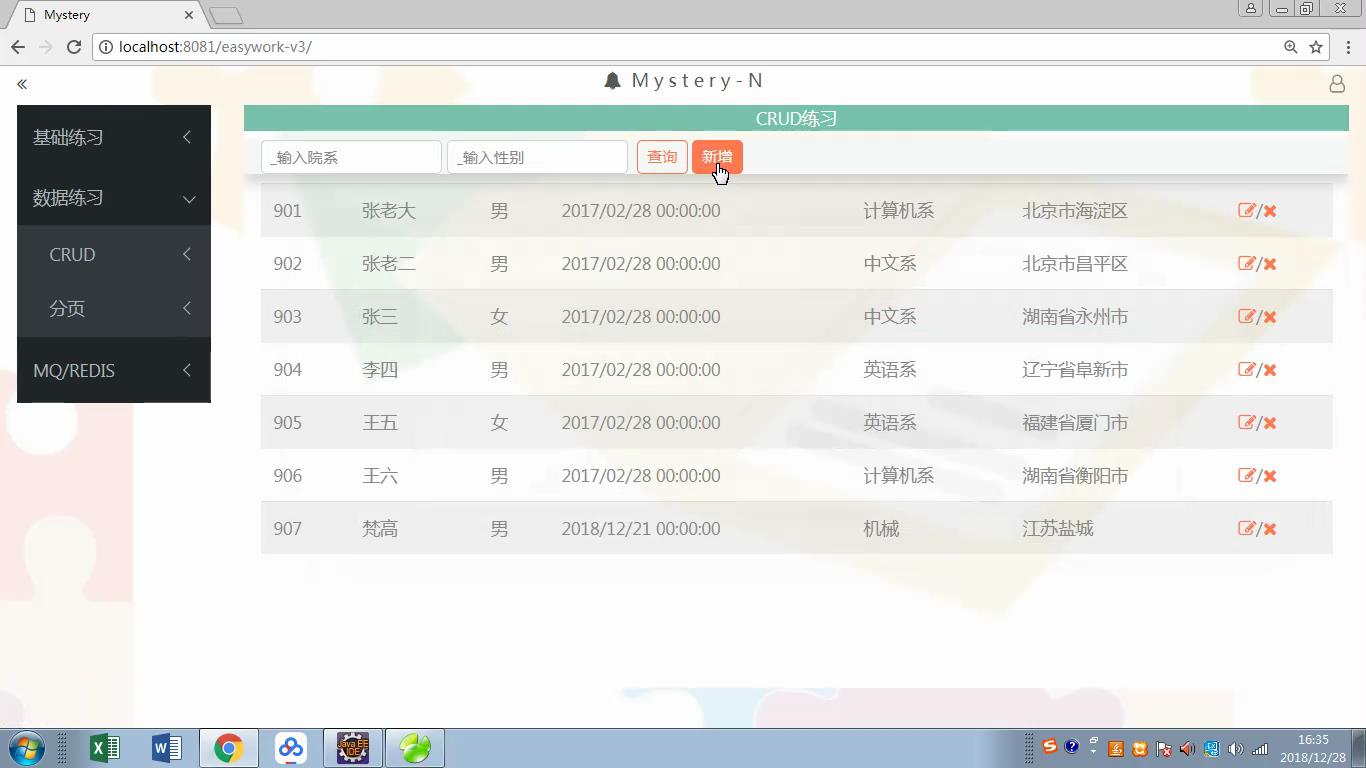 Mystery
localhost:8081/easywork-v3/
«
Mystery-N
基础练习
数据练习
CRUD
分页
MQ/REDIS
CRUD练习
_输入院系 _输入性别 查询 新增
901 张老大 男 2017/02/28 00:00:00 计算机系 北京市海淀区 /
902 张老二 男 2017/02/28 00:00:00 中文系 北京市昌平区 /
903 张三 女 2017/02/28 00:00:00 中文系 湖南省永州市 /
904 李四 男 2017/02/28 00:00:00 英语系 辽宁省阜新市 /
905 王五 女 2017/02/28 00:00:00 英语系 福建省厦门市 /
906 王六 男 2017/02/28 00:00:00 计算机系 湖南省衡阳市 /
907 梵高 男 2018/12/21 00:00:00 机械 江苏盐城 /
Java EE
IDE
16:35
2018/12/28